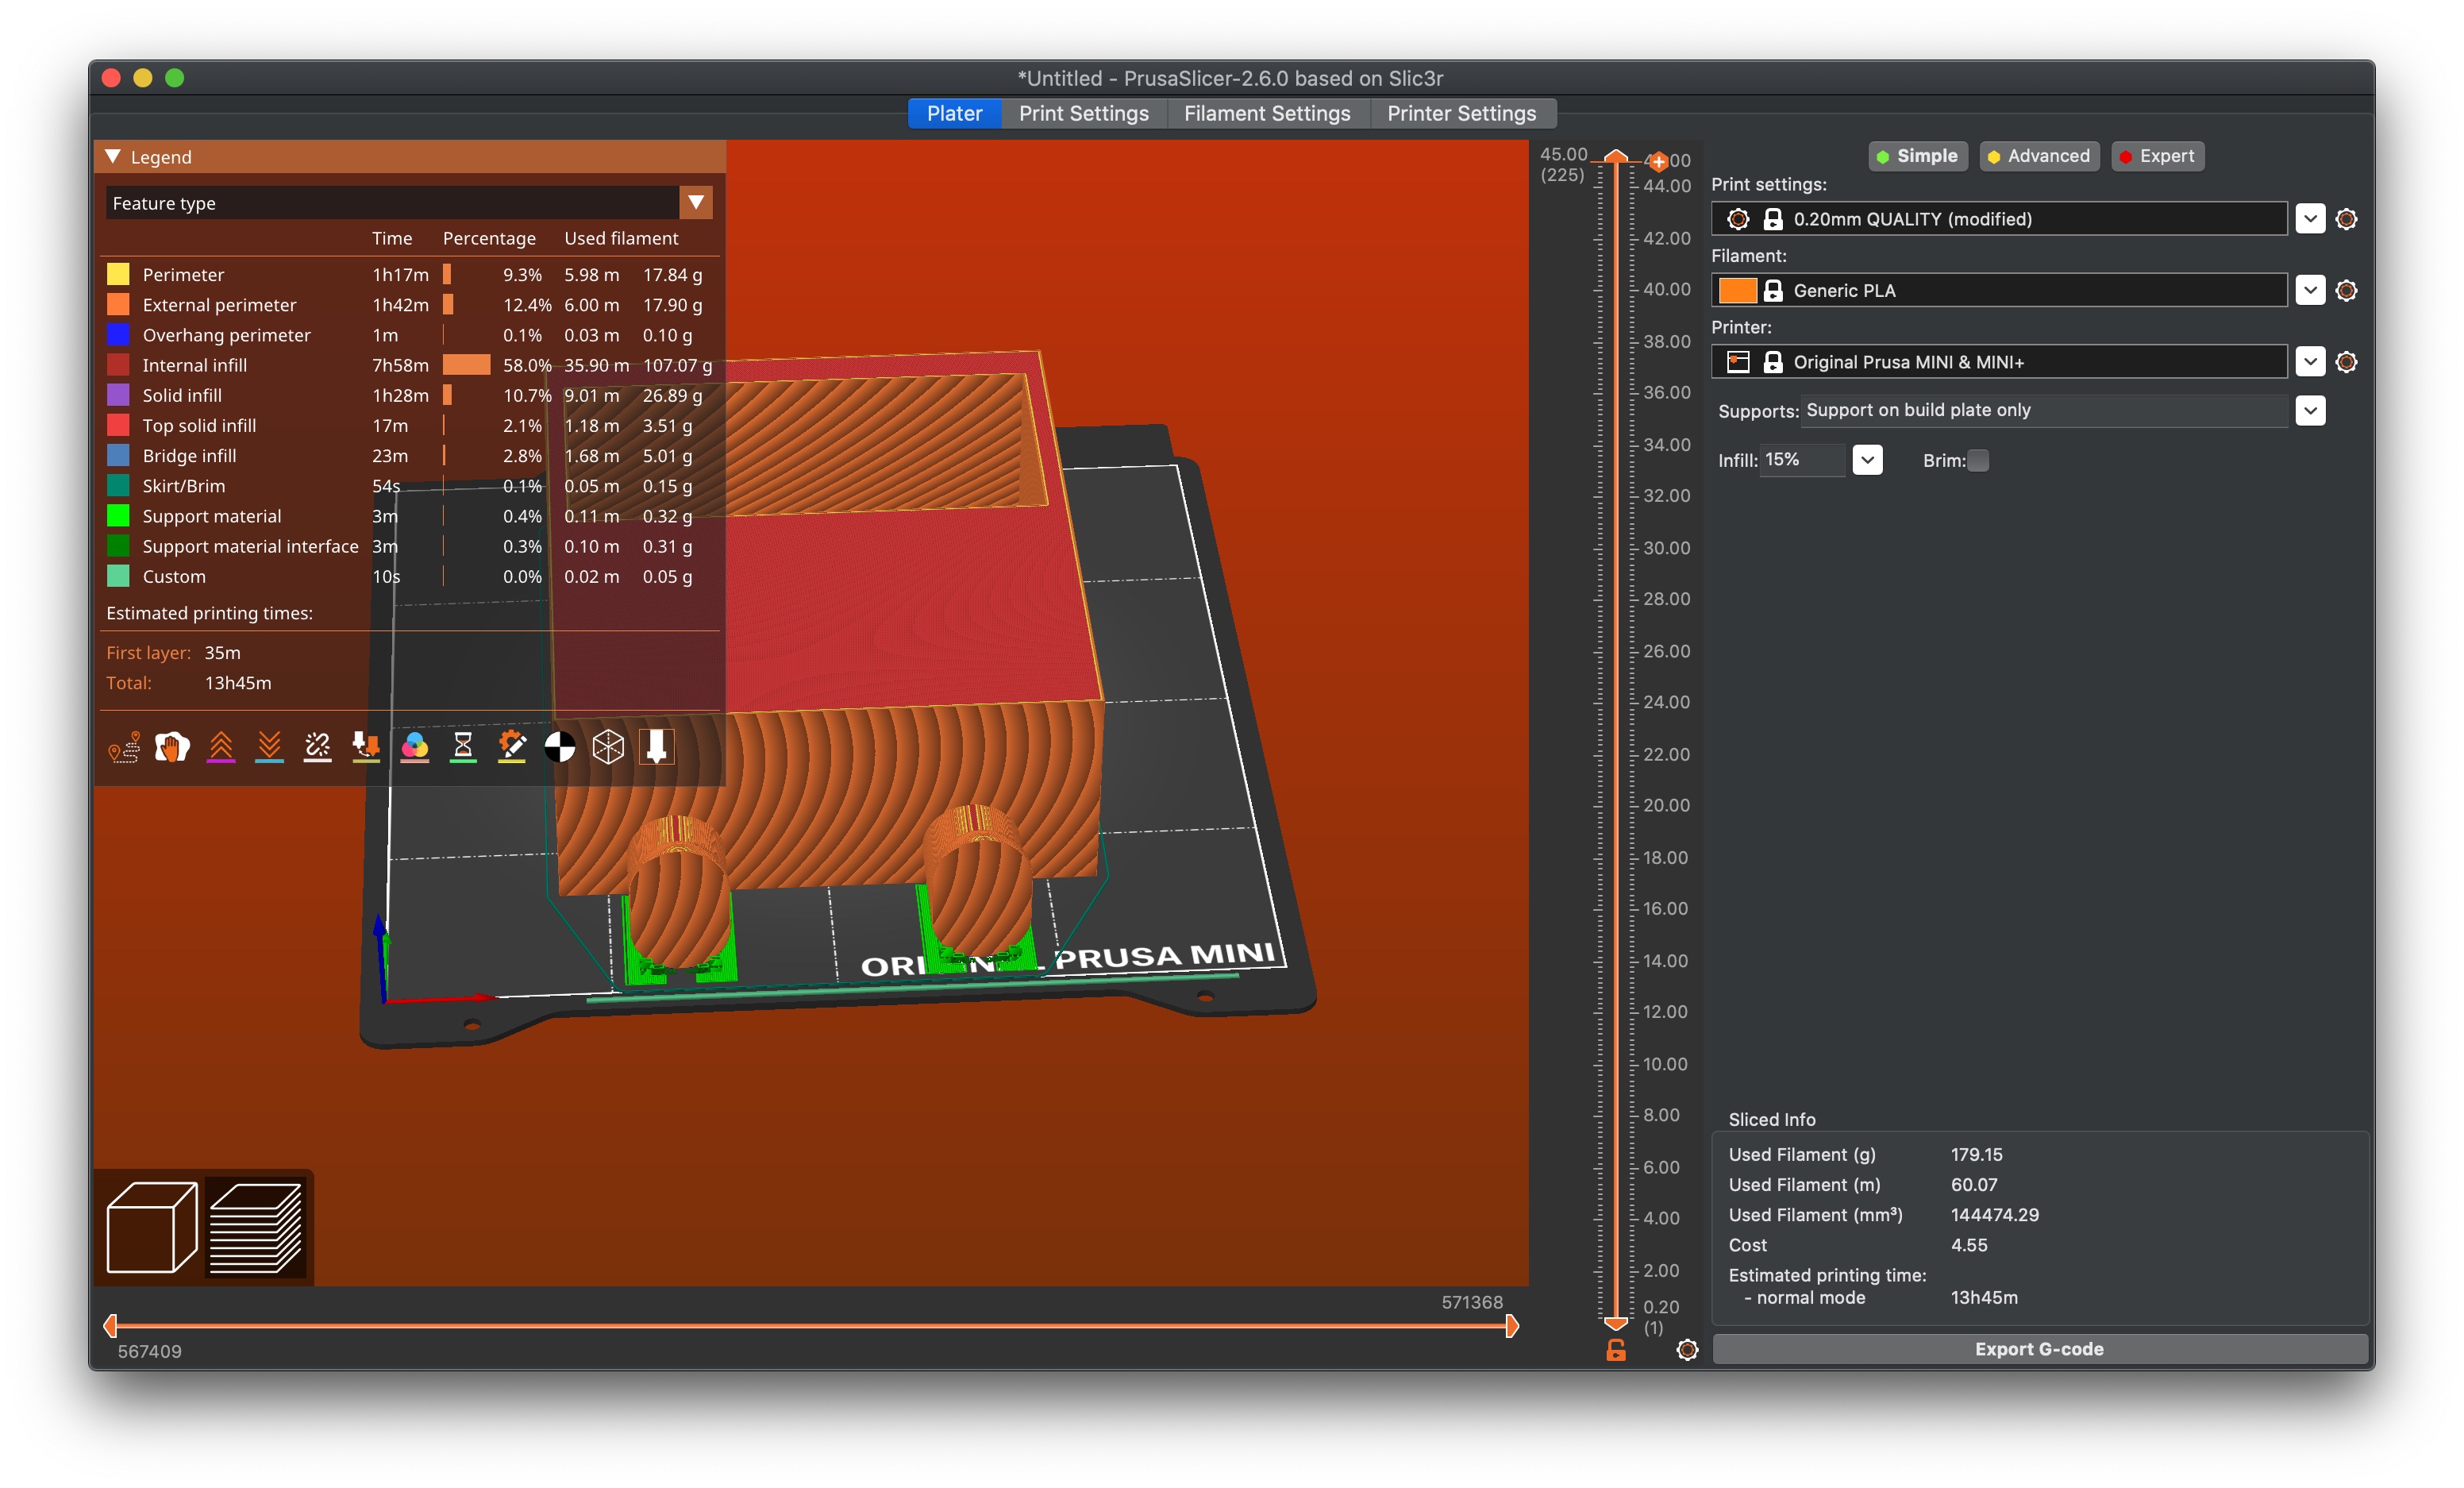 *Untitled - PrusaSlicer-2.6.0 based on Slic3r
Plater Print Settings Filament Settings Printer Settings
Legend
Feature type
Time Percentage Used filament
Perimeter 1h17m 9.3% 5.98 m 17.84 g
External perimeter 1h42m 12.4% 6.00 m 17.90 g
Overhang perimeter 1m 0.1% 0.03 m 0.10 g
Internal infill 7h58m 58.0% 35.90 m 107.07 g
Solid infill 1h28m 10.7% 9.01 m 26.89 g
Top solid infill 17m 2.1% 1.18 m 3.51 g
Bridge infill 23m 2.8% 1.68 m 5.01 g
Skirt/Brim 54s 0.1% 0.05 m 0.15 g
Support material 3m 0.4% 0.11 m 0.32 g
Support material interface 3m 0.3% 0.10 m 0.31 g
Custom 10s 0.0% 0.02 m 0.05 g
Estimated printing times:
First layer: 35m
Total: 13h45m
PRUSA MINI
571368
567409
45.00
(225)
44.00
42.00
40.00
38.00
36.00
34.00
32.00
30.00
28.00
26.00
24.00
22.00
20.00
18.00
16.00
14.00
12.00
10.00
8.00
6.00
4.00
2.00
0.20
(1)
Simple Advanced Expert
Print settings:
0.20mm QUALITY (modified)
Filament:
Generic PLA
Printer:
Original Prusa MINI & MINI+
Supports: Support on build plate only
Infill: 15% Brim:
Sliced Info
Used Filament (g) 179.15
Used Filament (m) 60.07
Used Filament (mm³) 144474.29
Cost 4.55
Estimated printing time:
- normal mode 13h45m
Export G-code